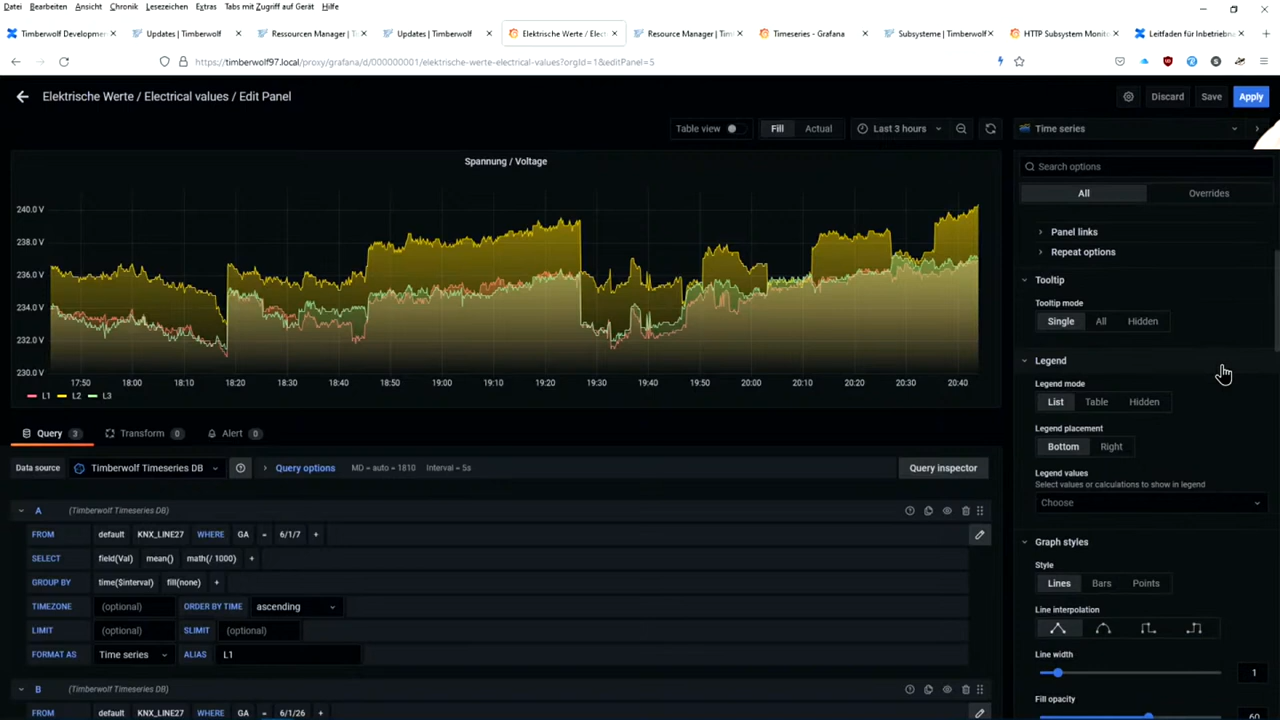 Datei Bearbeiten Ansicht Chronik Lesezeichen Extras Tabs mit Zugriff auf Gerät Hilfe
Timberwolf Developmen Updates | Timberwolf Ressourcen Manager | T Updates | Timberwolf Elektrische Werte / Elect Resource Manager | Tim Timeseries - Grafana Subsysteme | Timberwolf HTTP Subsystem Monito Leitfaden für Inbetriebn
https://timberwolf97.local/proxy/grafana/d/000000001/elektrische-werte-electrical-values?orgId=1&editPanel=5
Elektrische Werte / Electrical values / Edit Panel
Discard Save Apply
Table view Fill Actual Last 3 hours Time series
Spannung / Voltage
Search options
All Overrides
240.0 V
238.0 V
236.0 V
234.0 V
232.0 V
230.0 V
17:50 18:00 18:10 18:20 18:30 18:40 18:50 19:00 19:10 19:20 19:30 19:40 19:50 20:00 20:10 20:20 20:30 20:40
L1 L2 L3
Panel links
Repeat options
Tooltip
Tooltip mode
Single All Hidden
Legend
Legend mode
List Table Hidden
Legend placement
Bottom Right
Legend values
Select values or calculations to show in legend
Choose
Graph styles
Style
Lines Bars Points
Line interpolation
Line width
1
Fill opacity
60
Query 3 Transform 0 Alert 0
Data source Timberwolf Timeseries DB Query options MD = auto = 1810 Interval = 5s Query inspector
A (Timberwolf Timeseries DB)
FROM default KNX_LINE27 WHERE GA = 6/1/7 +
SELECT field(Val) mean() math(/ 1000) +
GROUP BY time($interval) fill(none) +
TIMEZONE (optional) ORDER BY TIME ascending
LIMIT (optional) SLIMIT (optional)
FORMAT AS Time series ALIAS L1
B (Timberwolf Timeseries DB)
FROM default KNX_LINE27 WHERE GA = 6/1/26 +